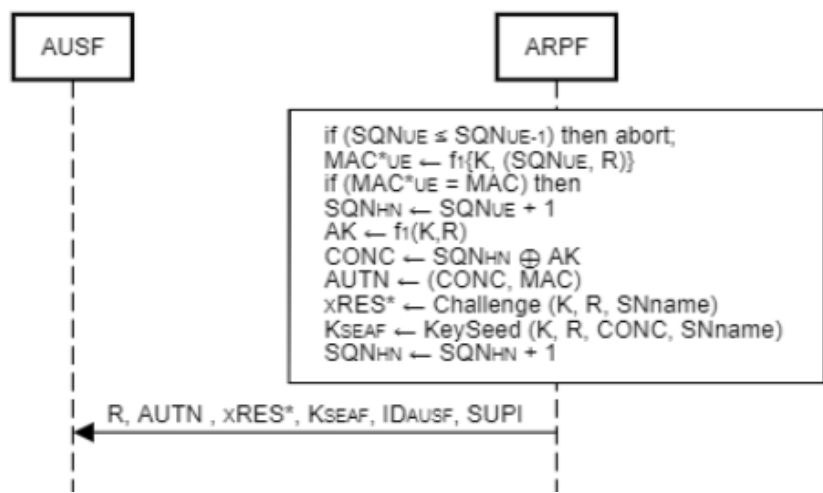 AUSF
ARPF
if (SQNUE ≤ SQNUE-1) then abort;
MAC*UE ← f1{K, (SQNUE, R)}
if (MAC*UE = MAC) then
SQNHN ← SQNUE + 1
AK ← f1(K,R)
CONC ← SQNHN ⊕ AK
AUTN ← (CONC, MAC)
xRES* ← Challenge (K, R, SNname)
KSEAF ← KeySeed (K, R, CONC, SNname)
SQNHN ← SQNHN + 1
R, AUTN , xRES*, KSEAF, IDAUSF, SUPI